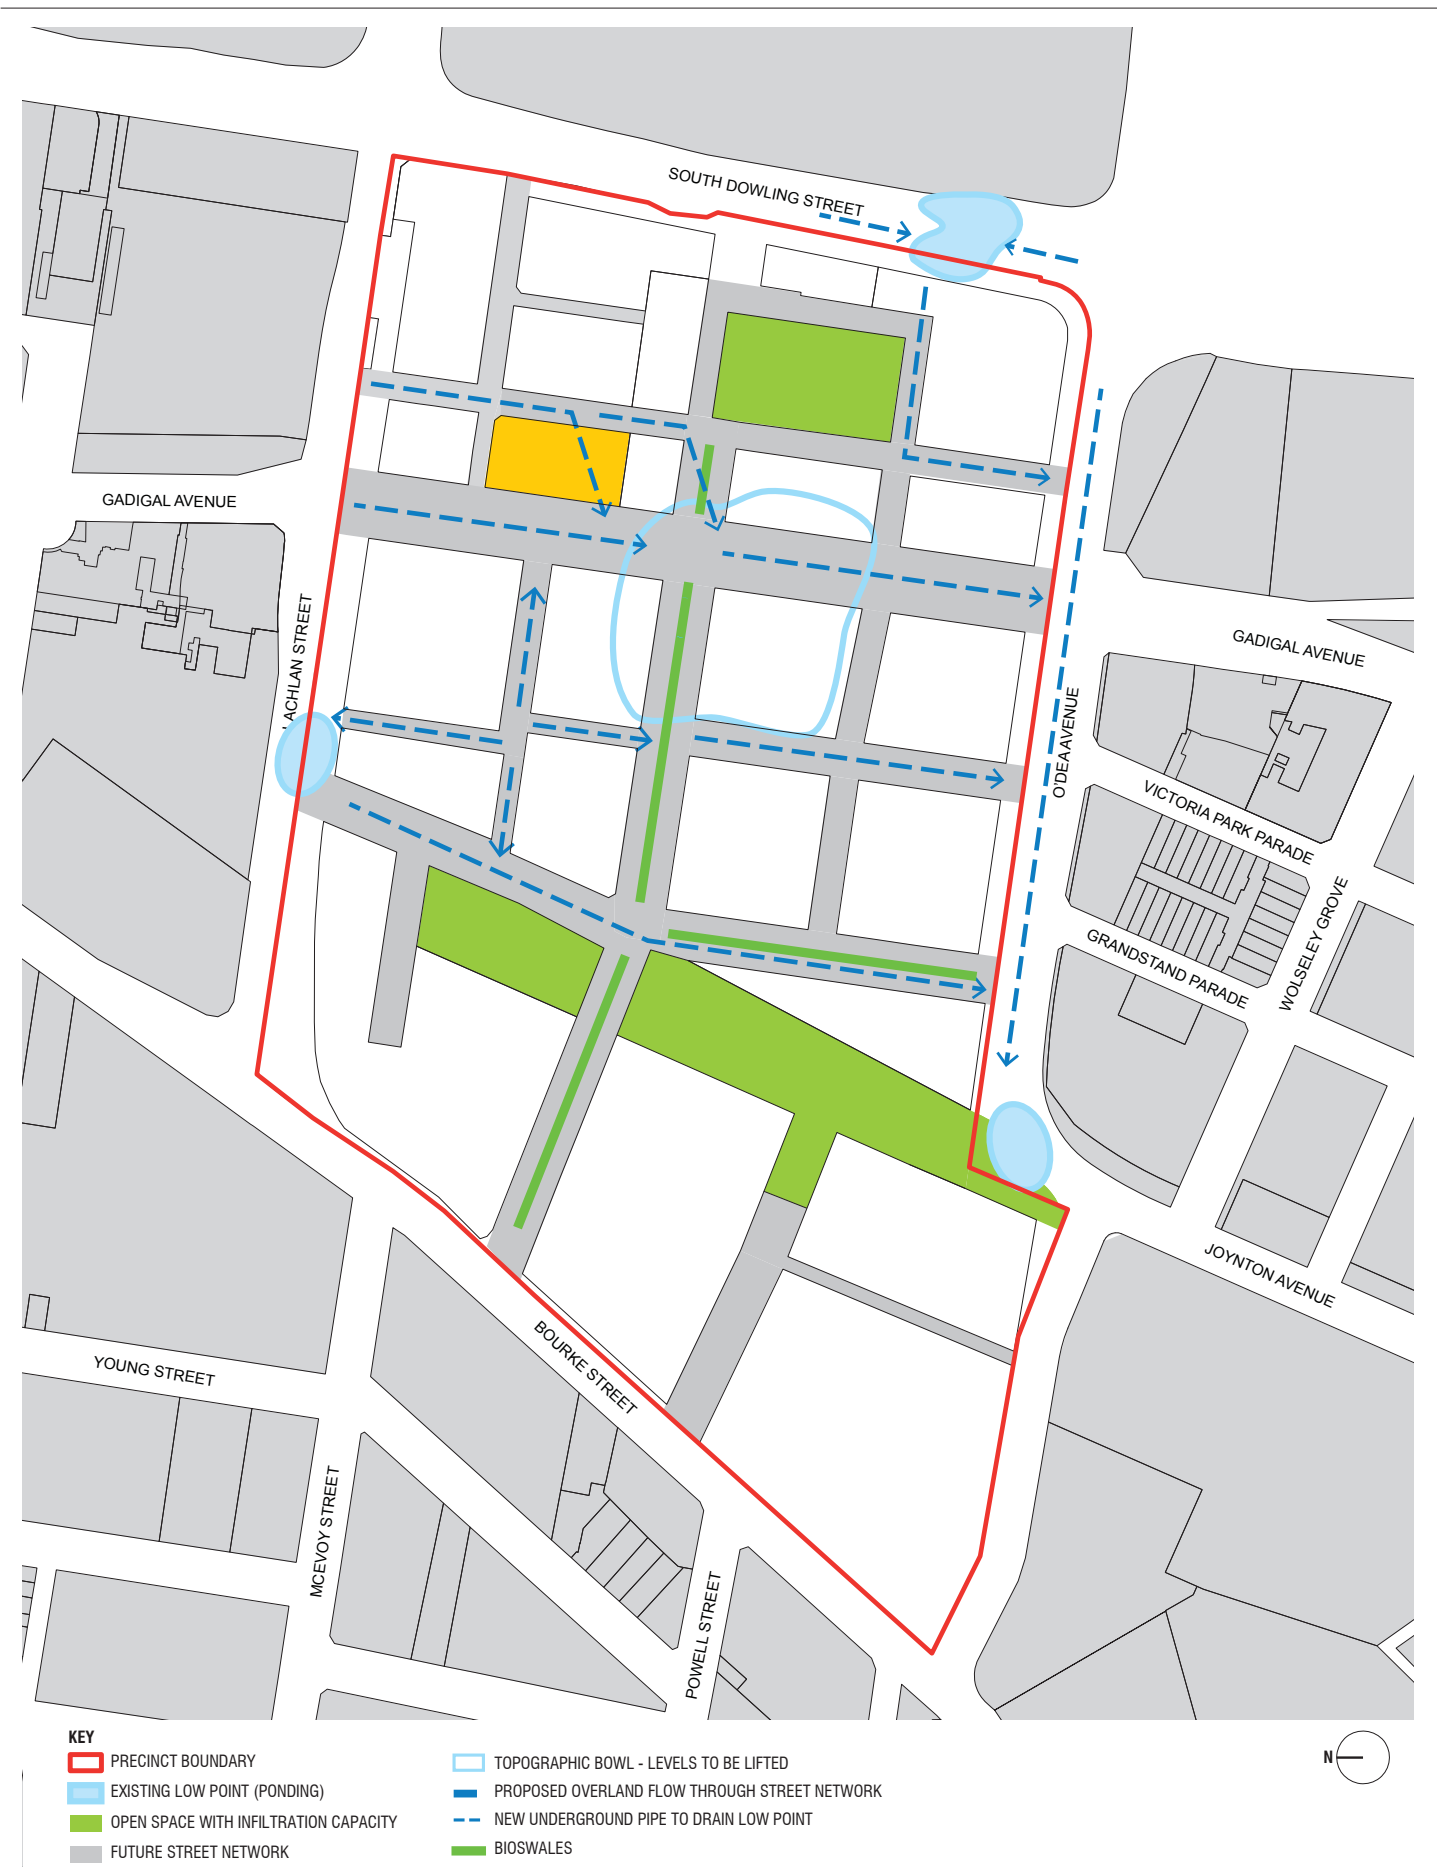 SOUTH DOWLING STREET
GADIGAL AVENUE
LACHLAN STREET
GADIGAL AVENUE
O'DEA AVENUE
VICTORIA PARK PARADE
GRANDSTAND PARADE
WOLSELEY GROVE
JOYNTON AVENUE
BOURKE STREET
YOUNG STREET
MCEVOY STREET
POWELL STREET
KEY
PRECINCT BOUNDARY
EXISTING LOW POINT (PONDING)
OPEN SPACE WITH INFILTRATION CAPACITY
FUTURE STREET NETWORK
TOPOGRAPHIC BOWL - LEVELS TO BE LIFTED
PROPOSED OVERLAND FLOW THROUGH STREET NETWORK
NEW UNDERGROUND PIPE TO DRAIN LOW POINT
BIOSWALES
N